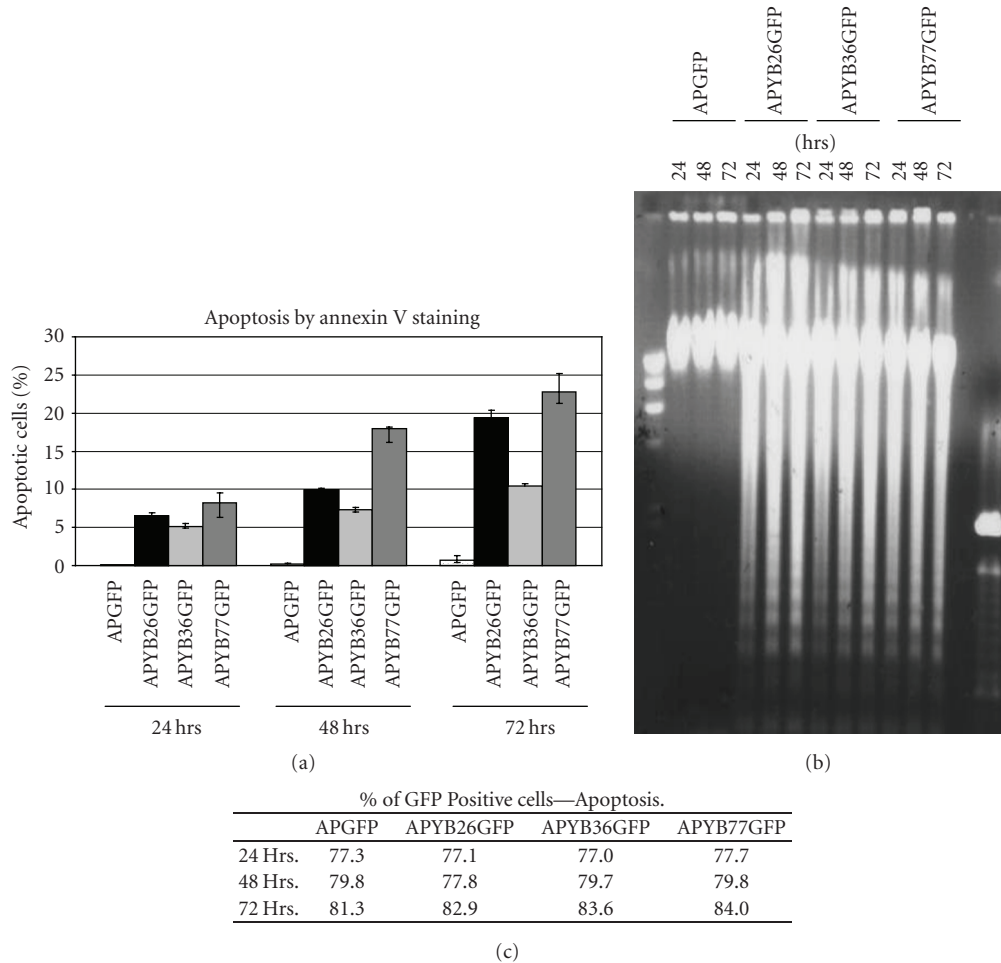 Apoptosis by annexin V staining
Apoptotic cells (%)
30
25
20
15
10
5
0
APGFP
APYB26GFP
APYB36GFP
APYB77GFP
APGFP
APYB26GFP
APYB36GFP
APYB77GFP
APGFP
APYB26GFP
APYB36GFP
APYB77GFP
24 hrs
48 hrs
72 hrs
(a)
APGFP
APYB26GFP
APYB36GFP
APYB77GFP
(hrs)
24 48 72 24 48 72 24 48 72 24 48 72
(b)
% of GFP Positive cells—Apoptosis.
APGFP APYB26GFP APYB36GFP APYB77GFP
24 Hrs. 77.3 77.1 77.0 77.7
48 Hrs. 79.8 77.8 79.7 79.8
72 Hrs. 81.3 82.9 83.6 84.0
(c)